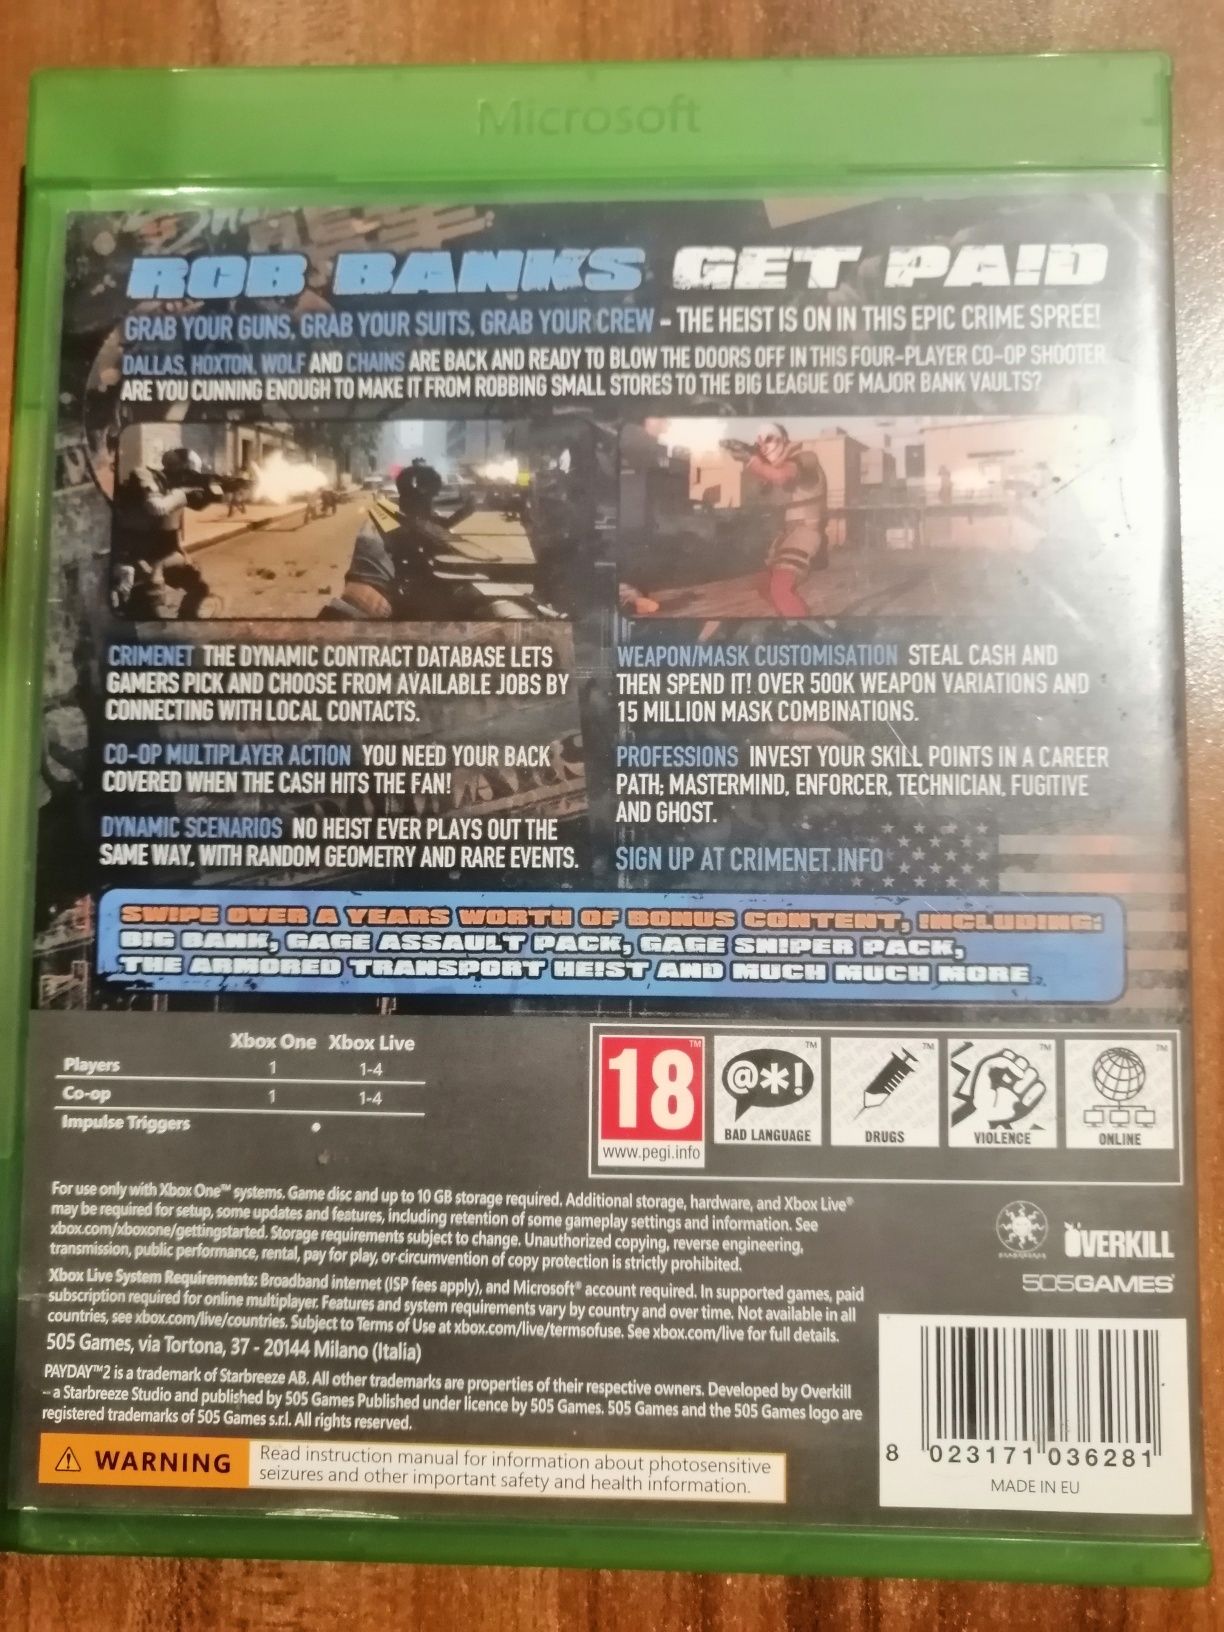 Microsoft
ROB BANKS GET PAID
GRAB YOUR GUNS, GRAB YOUR SUITS, GRAB YOUR CREW – THE HEIST IS ON IN THIS EPIC CRIME SPREE!
DALLAS, HOXTON, WOLF AND CHAINS ARE BACK AND READY TO BLOW THE DOORS OFF IN THIS FOUR-PLAYER CO-OP SHOOTER
ARE YOU CUNNING ENOUGH TO MAKE IT FROM ROBBING SMALL STORES TO THE BIG LEAGUE OF MAJOR BANK VAULTS?
CRIMENET THE DYNAMIC CONTRACT DATABASE LETS
GAMERS PICK AND CHOOSE FROM AVAILABLE JOBS BY
CONNECTING WITH LOCAL CONTACTS.
CO-OP MULTIPLAYER ACTION YOU NEED YOUR BACK
COVERED WHEN THE CASH HITS THE FAN!
DYNAMIC SCENARIOS NO HEIST EVER PLAYS OUT THE
SAME WAY, WITH RANDOM GEOMETRY AND RARE EVENTS.
WEAPON/MASK CUSTOMISATION STEAL CASH AND
THEN SPEND IT! OVER 500K WEAPON VARIATIONS AND
15 MILLION MASK COMBINATIONS.
PROFESSIONS INVEST YOUR SKILL POINTS IN A CAREER
PATH; MASTERMIND, ENFORCER, TECHNICIAN, FUGITIVE
AND GHOST.
SIGN UP AT CRIMENET.INFO
SWIPE OVER A YEARS WORTH OF BONUS CONTENT, INCLUDING:
BIG BANK, GAGE ASSAULT PACK, GAGE SNIPER PACK,
THE ARMORED TRANSPORT HEIST AND MUCH MUCH MORE
Xbox One Xbox Live
Players 1 1-4
Co-op 1 1-4
Impulse Triggers •
18
www.pegi.info
@*!
BAD LANGUAGE
DRUGS
VIOLENCE
ONLINE
For use only with Xbox One™ systems. Game disc and up to 10 GB storage required. Additional storage, hardware, and Xbox Live®
may be required for setup, some updates and features, including retention of some gameplay settings and information. See
xbox.com/xboxone/gettingstarted. Storage requirements subject to change. Unauthorized copying, reverse engineering,
transmission, public performance, rental, pay for play, or circumvention of copy protection is strictly prohibited.
Xbox Live System Requirements: Broadband internet (ISP fees apply), and Microsoft® account required. In supported games, paid
subscription required for online multiplayer. Features and system requirements vary by country and over time. Not available in all
countries, see xbox.com/live/countries. Subject to Terms of Use at xbox.com/live/termsofuse. See xbox.com/live for full details.
505 Games, via Tortona, 37 - 20144 Milano (Italia)
PAYDAY™2 is a trademark of Starbreeze AB. All other trademarks are properties of their respective owners. Developed by Overkill
– a Starbreeze Studio and published by 505 Games Published under licence by 505 Games. 505 Games and the 505 Games logo are
registered trademarks of 505 Games s.r.l. All rights reserved.
WARNING
Read instruction manual for information about photosensitive
seizures and other important safety and health information.
STARBREEZE
OVERKILL
505GAMES
8 023171 036281
MADE IN EU